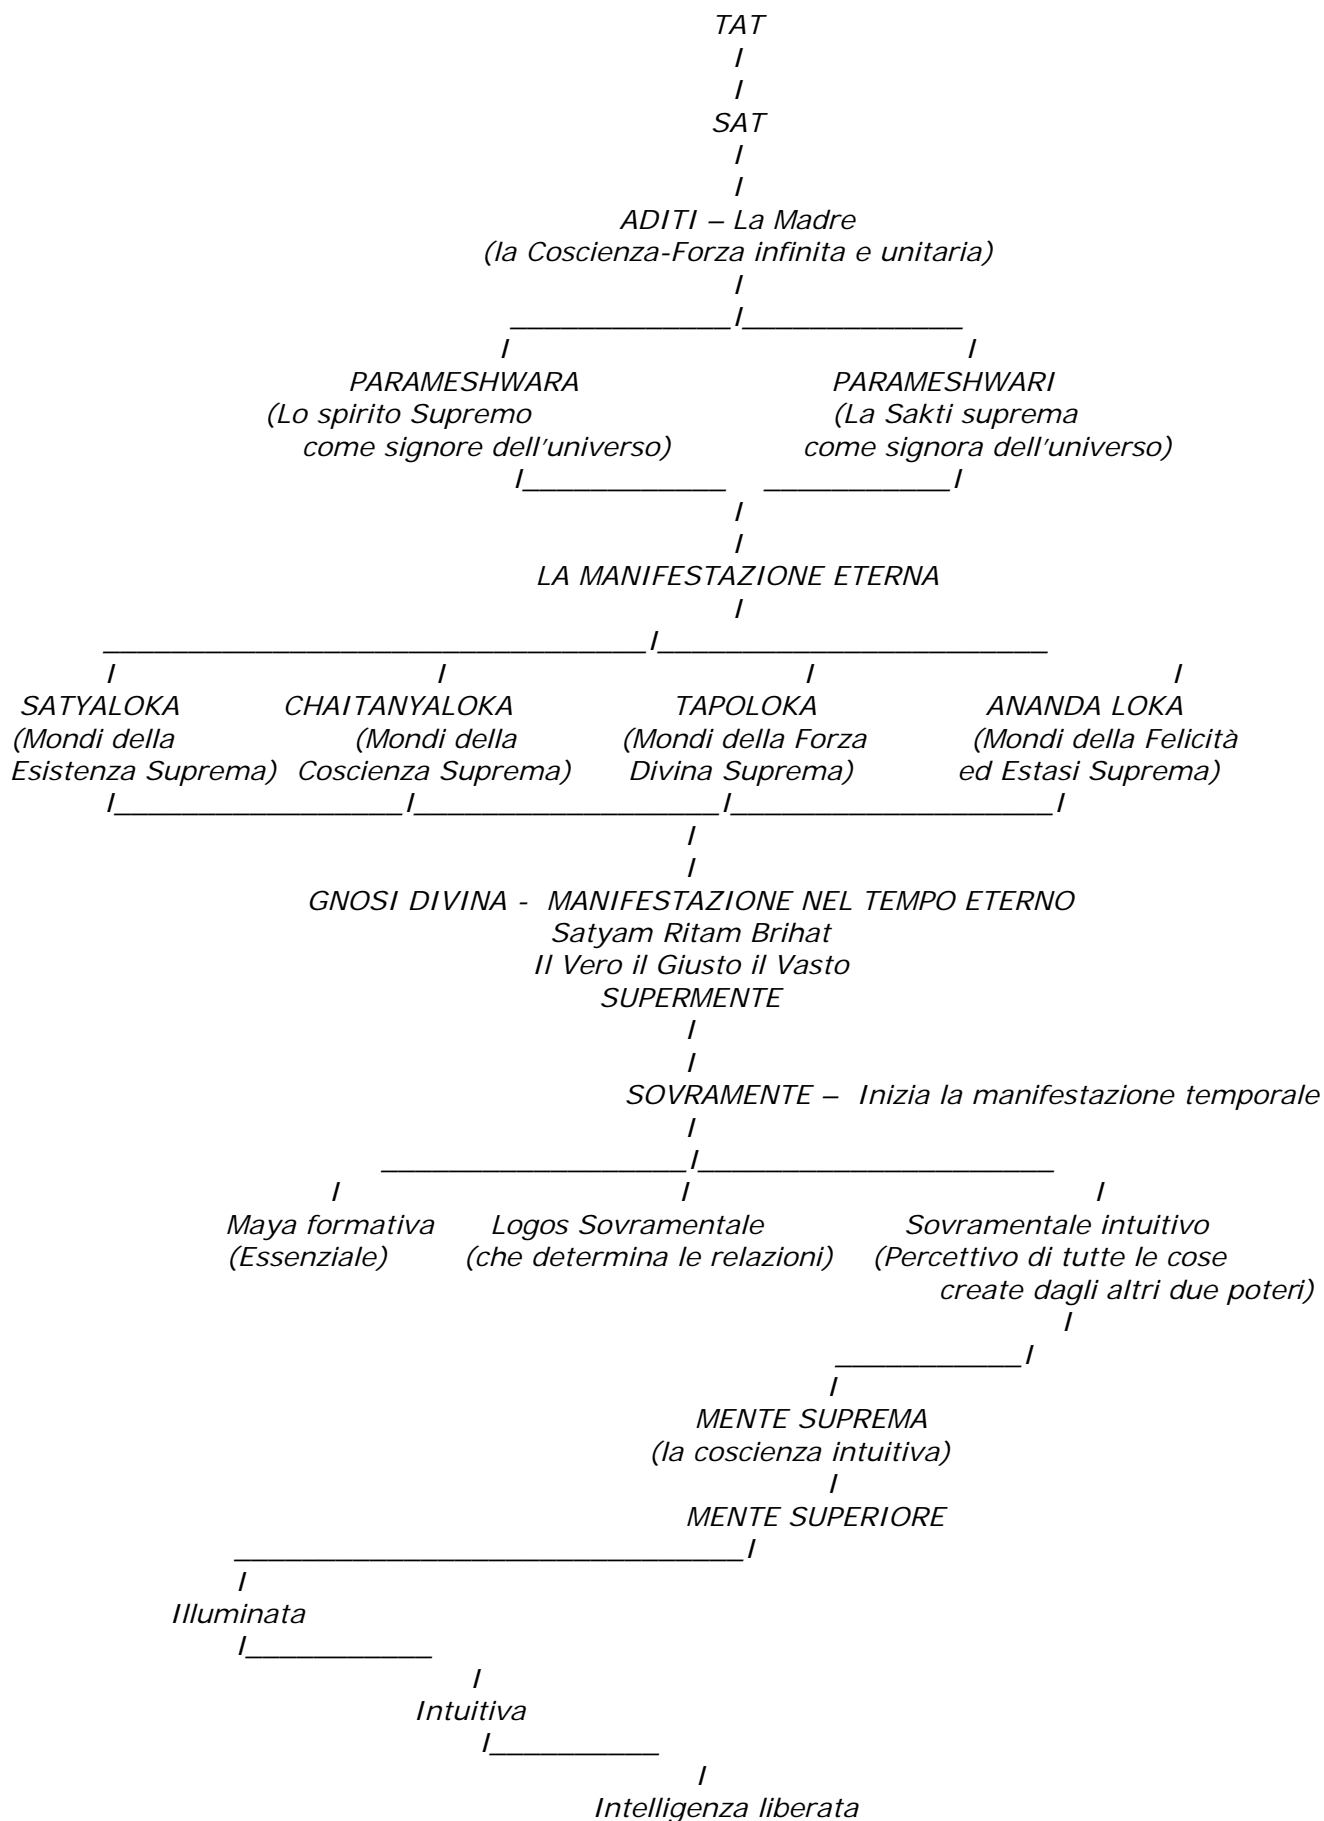 TAT
SAT
ADITI – La Madre
(la Coscienza-Forza infinita e unitaria)
PARAMESHWARA PARAMESHWARI
(Lo spirito Supremo (La Sakti suprema
come signore dell'universo) come signora dell'universo)
LA MANIFESTAZIONE ETERNA
SATYALOKA CHAITANYALOKA TAPOLOKA ANANDA LOKA
(Mondi della (Mondi della (Mondi della Forza (Mondi della Felicità
Esistenza Suprema) Coscienza Suprema) Divina Suprema) ed Estasi Suprema)
GNOSI DIVINA - MANIFESTAZIONE NEL TEMPO ETERNO
Satyam Ritam Brihat
Il Vero il Giusto il Vasto
SUPERMENTE
SOVRAMENTE – Inizia la manifestazione temporale
Maya formativa Logos Sovramentale Sovramentale intuitivo
(Essenziale) (che determina le relazioni) (Percettivo di tutte le cose
create dagli altri due poteri)
MENTE SUPREMA
(la coscienza intuitiva)
MENTE SUPERIORE
Illuminata
Intuitiva
Intelligenza liberata